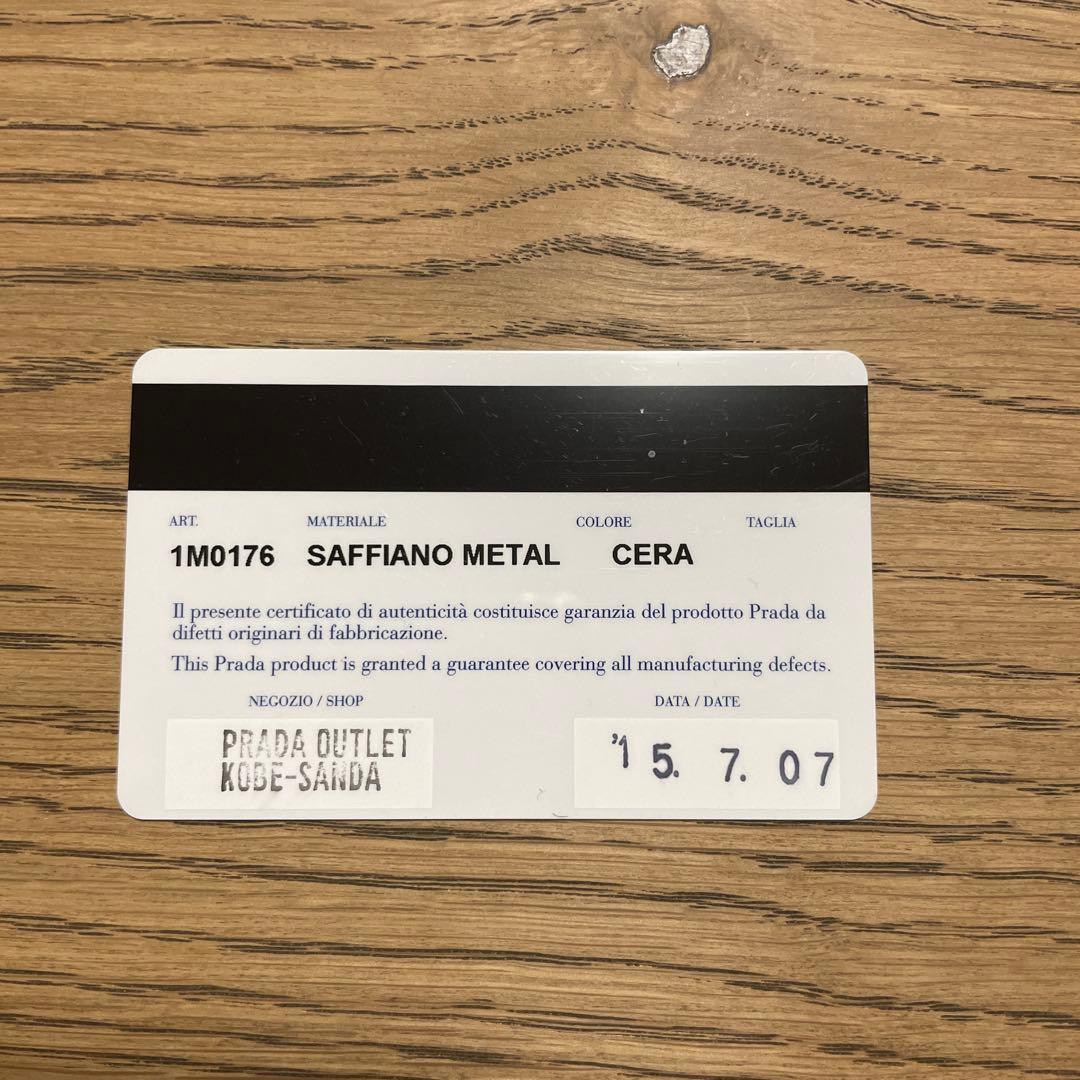 ART. MATERIALE COLORE TAGLIA
1M0176 SAFFIANO METAL CERA
Il presente certificato di autenticità costituisce garanzia del prodotto Prada da
difetti originari di fabbricazione.
This Prada product is granted a guarantee covering all manufacturing defects.
NEGOZIO / SHOP DATA / DATE
PRADA OUTLET
KOBE-SANDA
'15. 7. 07